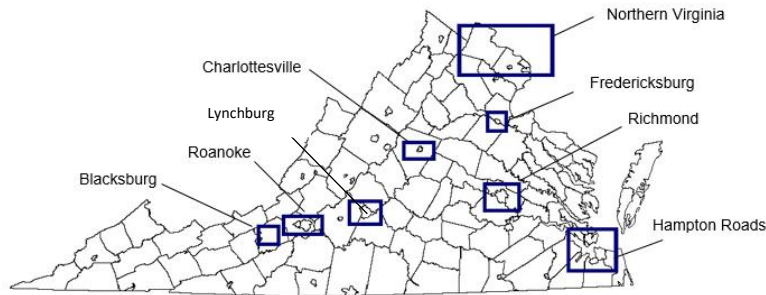 Northern Virginia
Charlottesville
Fredericksburg
Lynchburg
Richmond
Roanoke
Blacksburg
Hampton Roads